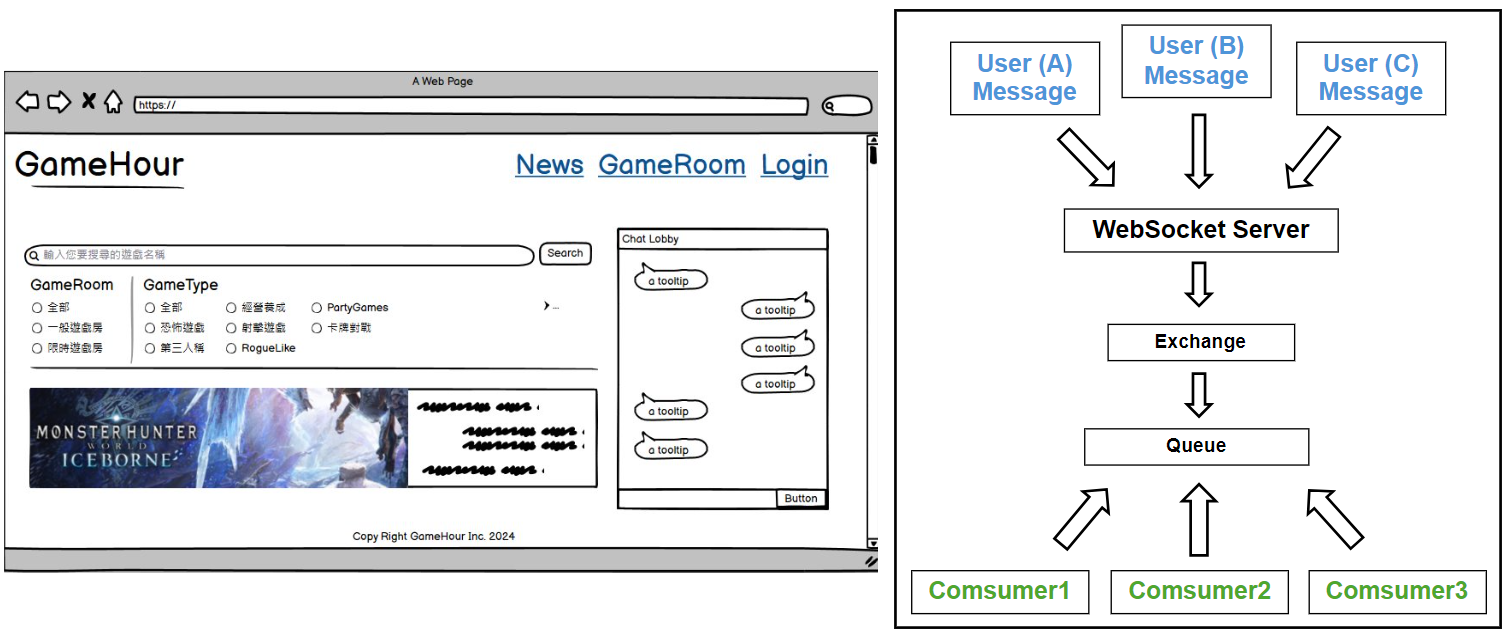 A Web Page
https://
GameHour
News GameRoom Login
輸入您要搜尋的遊戲名稱
Search
GameRoom
全部
一般遊戲房
限時遊戲房
GameType
全部
經營養成
PartyGames
...
恐怖遊戲
射擊遊戲
卡牌對戰
第三人稱
RogueLike
MONSTER HUNTER
WORLD
ICEBORNE
Chat Lobby
a tooltip
a tooltip
a tooltip
a tooltip
a tooltip
a tooltip
Button
Copy Right GameHour Inc. 2024
User (A)
Message
User (B)
Message
User (C)
Message
WebSocket Server
Exchange
Queue
Comsumer1
Comsumer2
Comsumer3